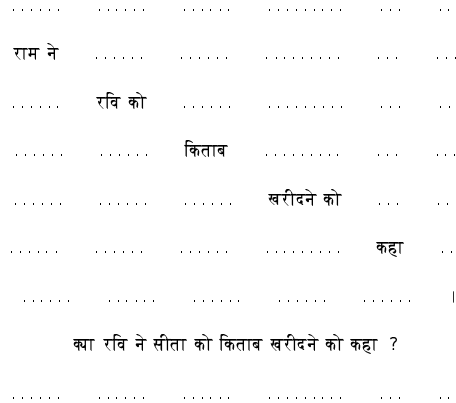 ...... ...... ...... ......... ... ..
राम ने ...... ...... ......... ... ...
...... रवि को ...... ......... ... ..
...... ...... किताब ......... ... ...
...... ...... ...... खरीदने को ... ..
...... ...... ...... ......... कहा ..
...... ...... ...... ...... ...... ।
क्या रवि ने सीता को किताब खरीदने को कहा ?
...... ...... ...... ......... ... ..